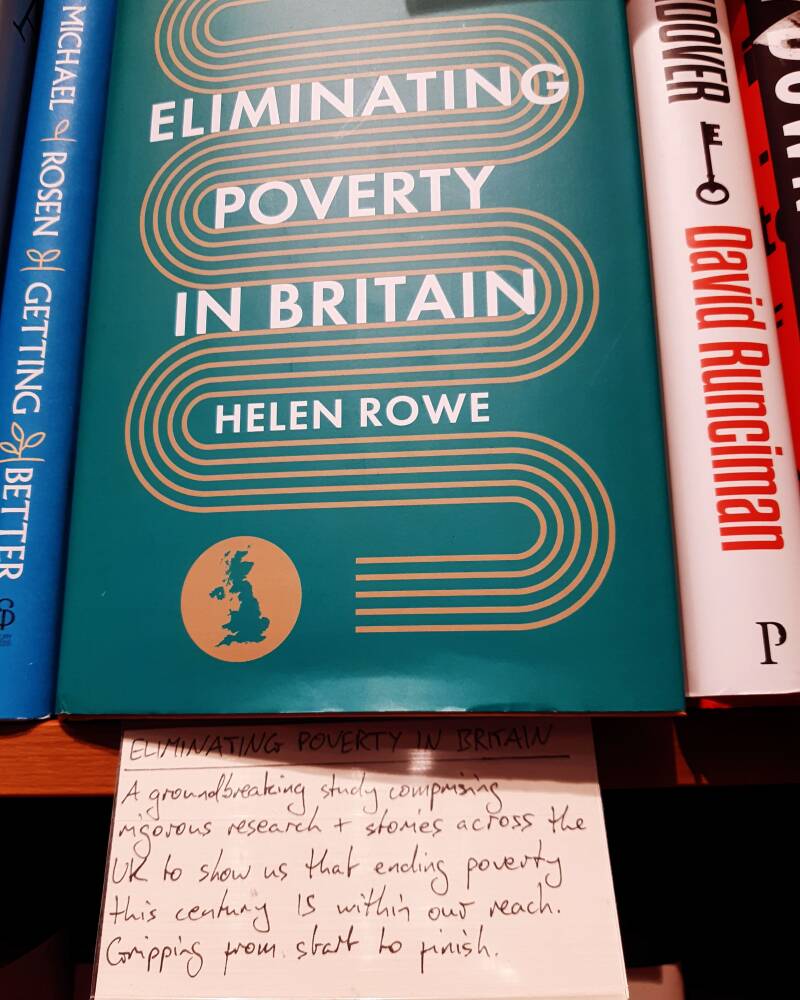 MICHAEL ROSEN GETTING BETTER
ELIMINATING
POVERTY
IN BRITAIN
HELEN ROWE
NDOVER
David Runciman
P
ELIMINATING POVERTY IN BRITAIN
A groundbreaking study comprising
rigorous research + stories across the
UK to show us that ending poverty
this century IS within our reach.
Gripping from start to finish.